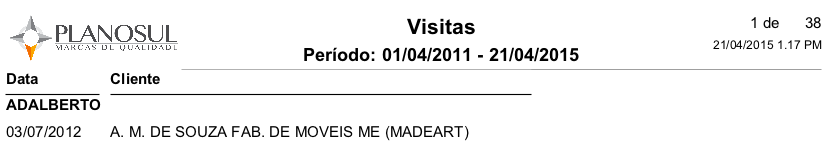 PLANOSUL
MARCAS DE QUALIDADE
Visitas
Período: 01/04/2011 - 21/04/2015
1 de 38
21/04/2015 1.17 PM
Data Cliente
ADALBERTO
03/07/2012 A. M. DE SOUZA FAB. DE MOVEIS ME (MADEART)